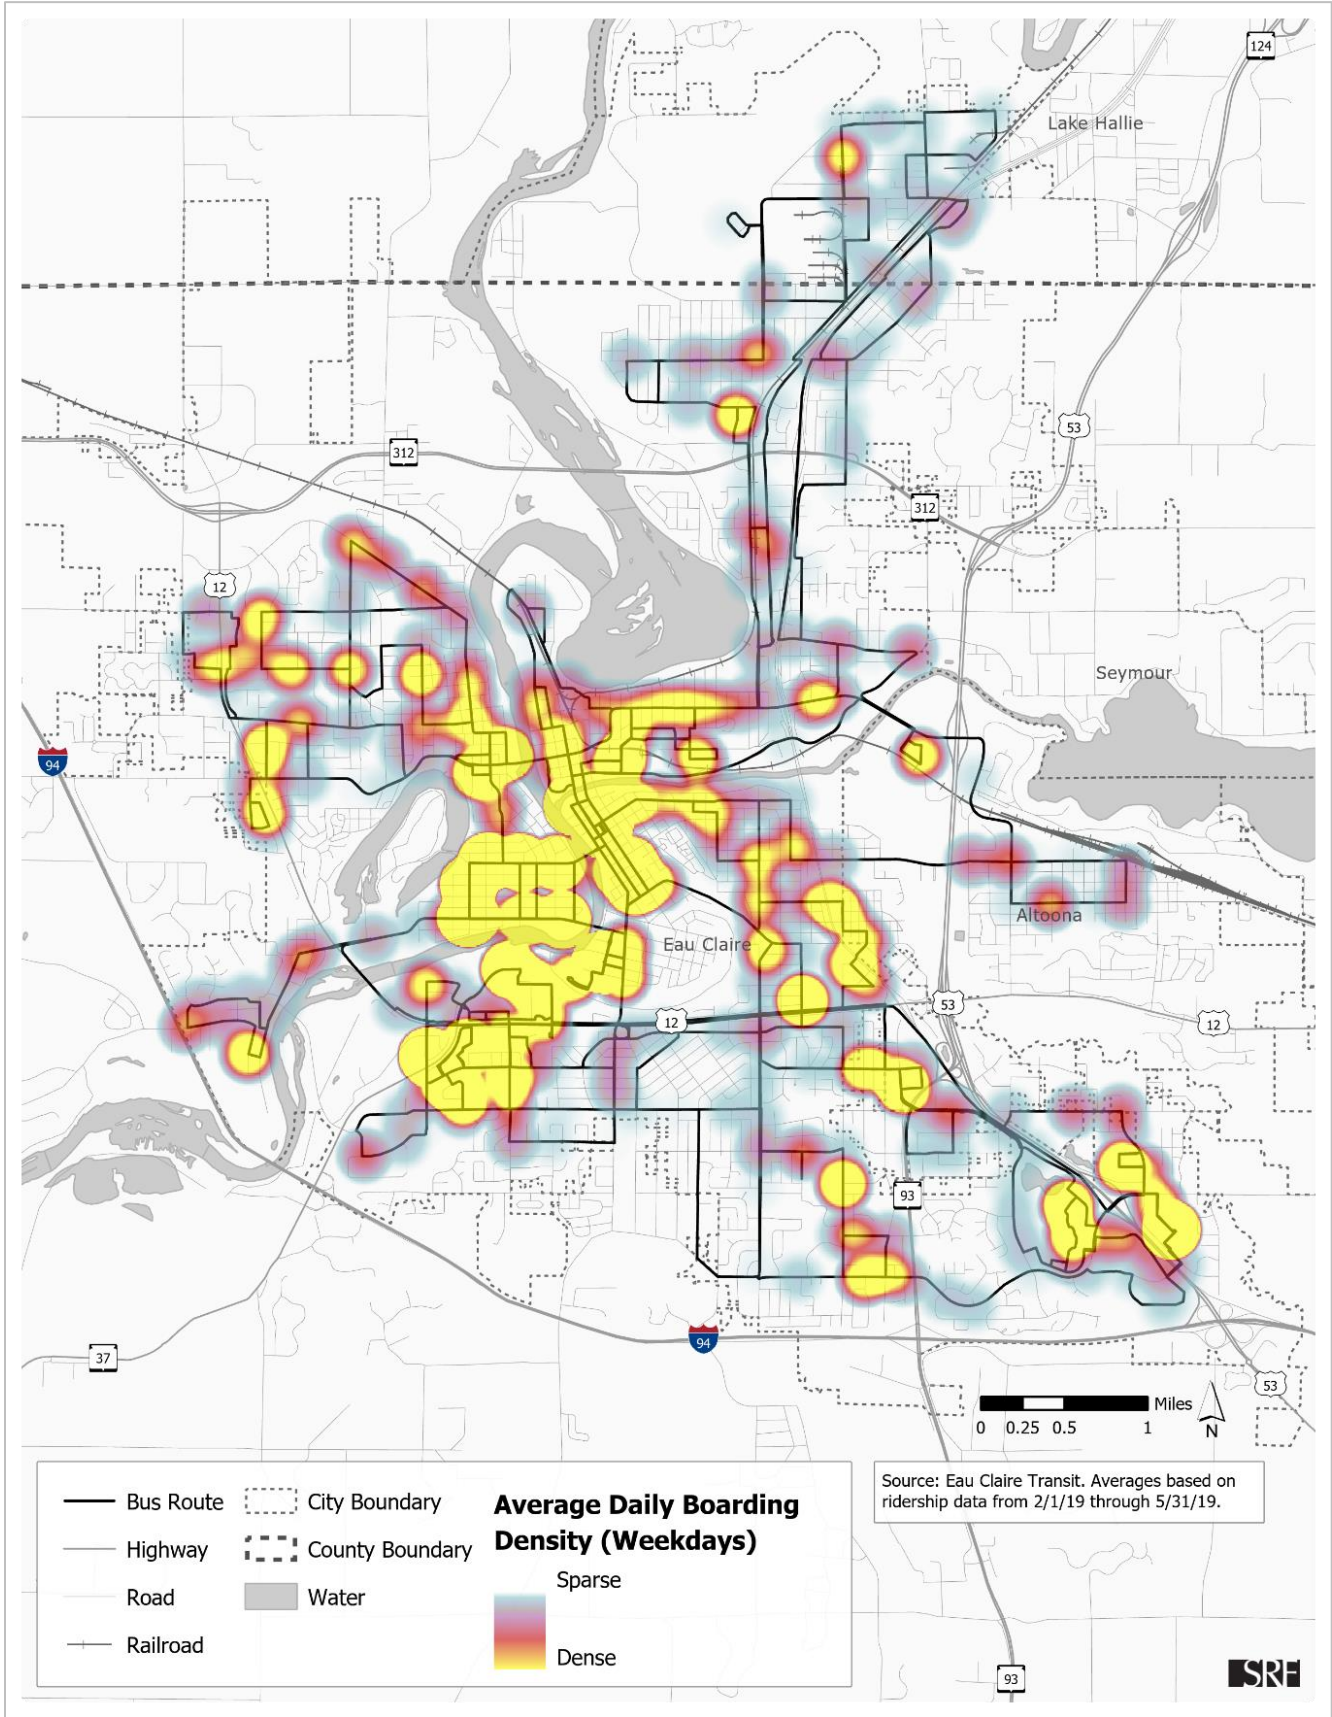 124
Lake Hallie
53
312
312
12
Seymour
94
Altoona
Eau Claire
53
12
12
93
94
37
53
Miles
0 0.25 0.5 1
N
Source: Eau Claire Transit. Averages based on
ridership data from 2/1/19 through 5/31/19.
Bus Route
City Boundary
Highway
County Boundary
Road
Water
Railroad
Average Daily Boarding
Density (Weekdays)
Sparse
Dense
93
SRF